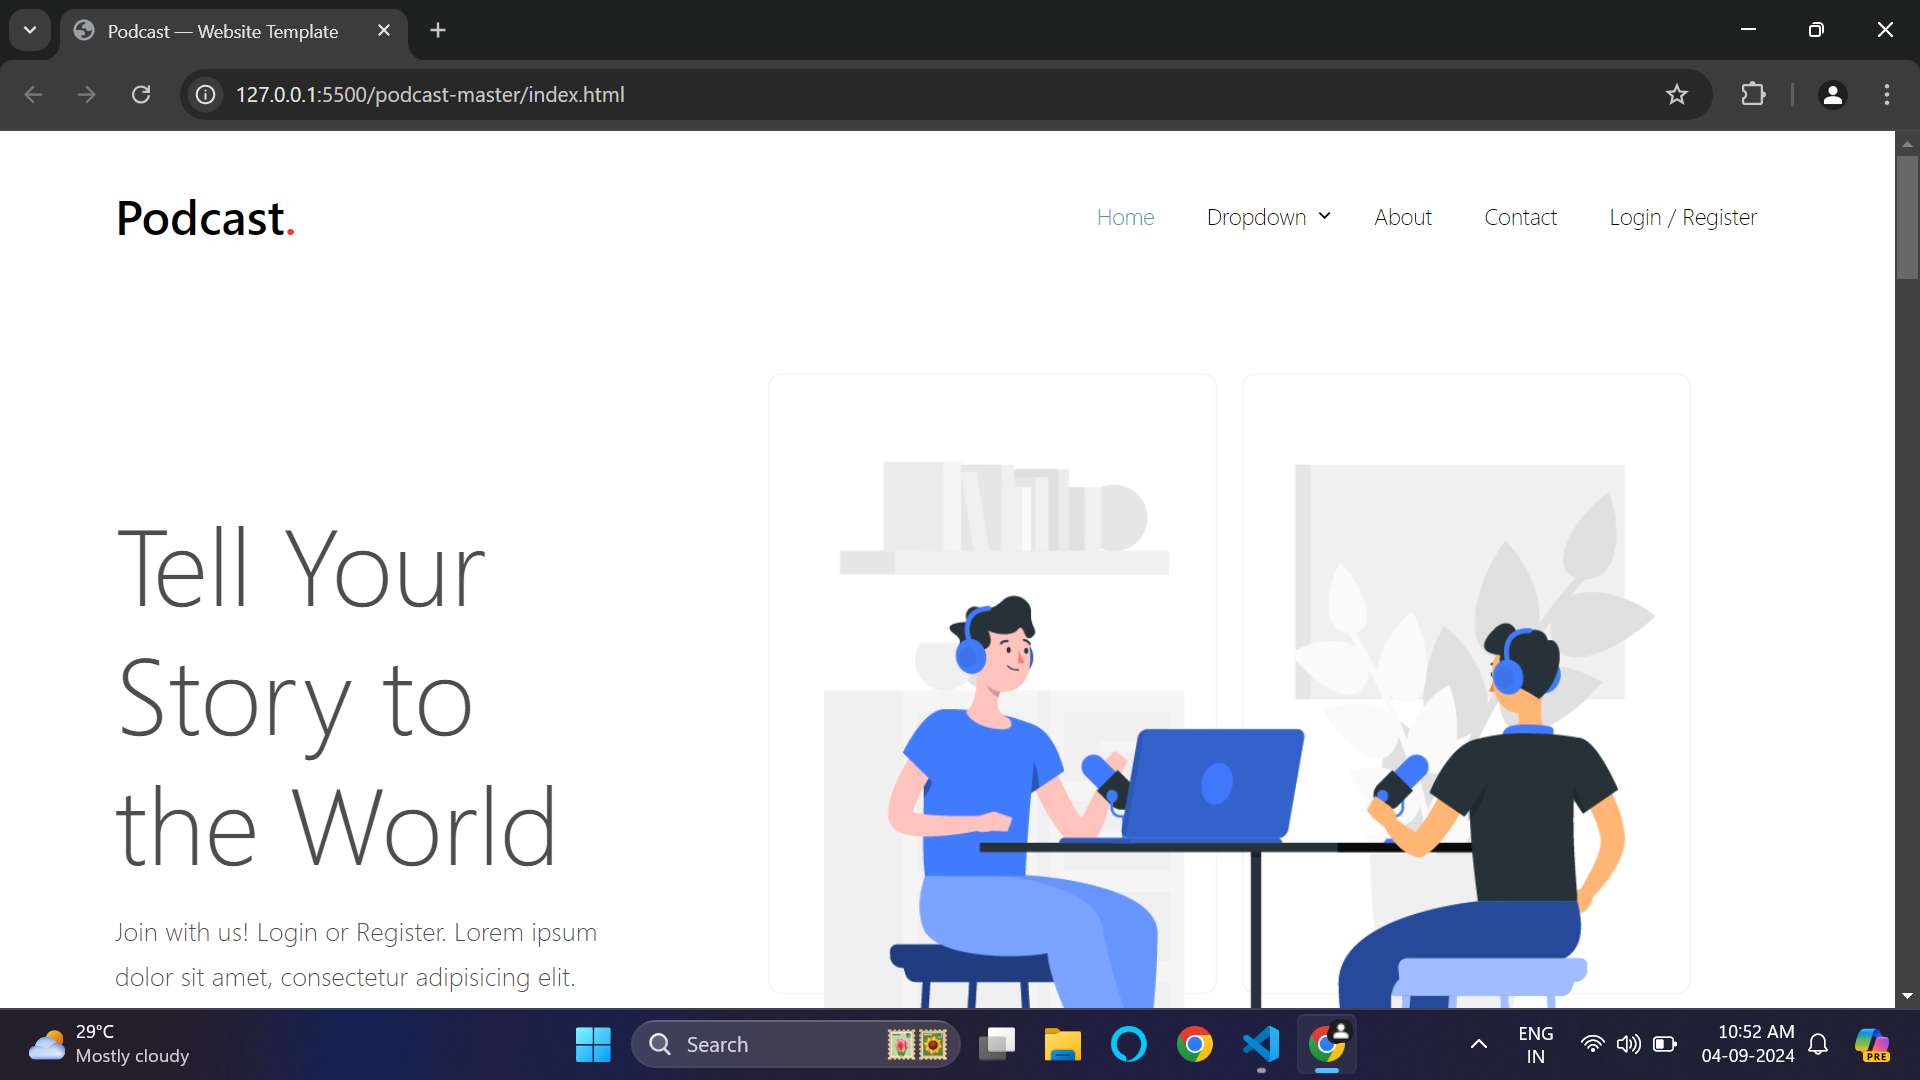 Podcast — Website Template
127.0.0.1:5500/podcast-master/index.html
Podcast.
Home
Dropdown
About
Contact
Login / Register
Tell Your
Story to
the World
Join with us! Login or Register. Lorem ipsum
dolor sit amet, consectetur adipisicing elit.
29°C
Mostly cloudy
Search
ENG
IN
10:52 AM
04-09-2024
PRE